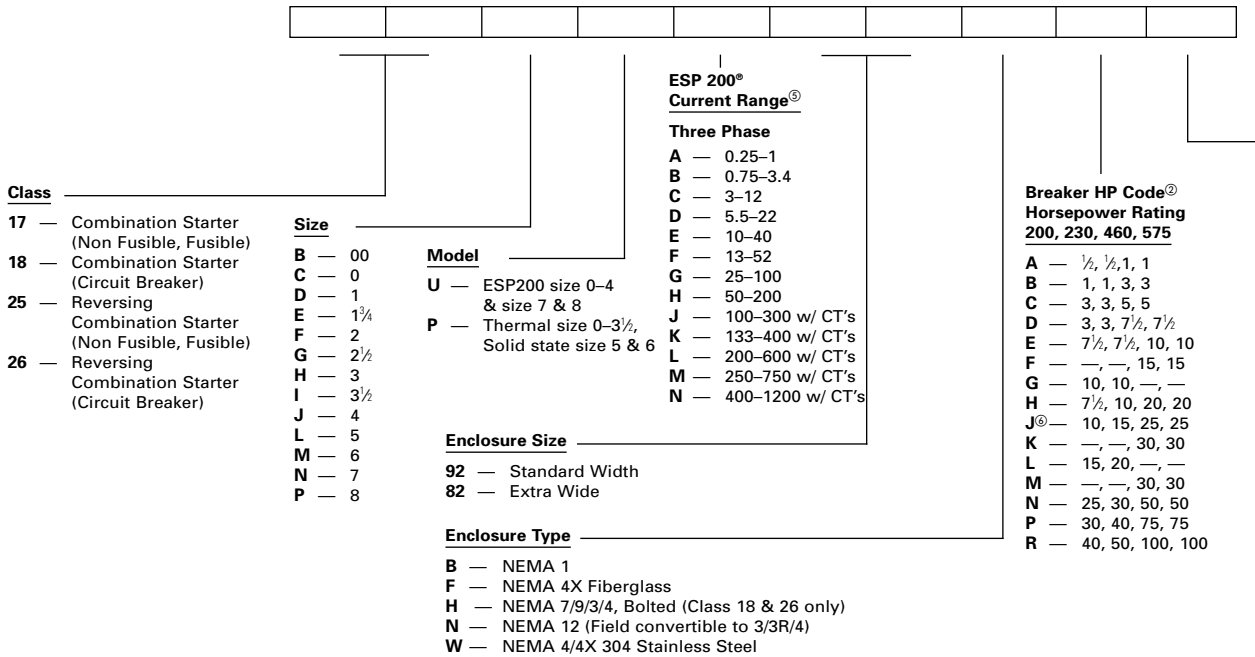 Class
17 — Combination Starter
(Non Fusible, Fusible)
18 — Combination Starter
(Circuit Breaker)
25 — Reversing
Combination Starter
(Non Fusible, Fusible)
26 — Reversing
Combination Starter
(Circuit Breaker)
Size
B — 00
C — 0
D — 1
E — 1¾
F — 2
G — 2½
H — 3
I — 3½
J — 4
L — 5
M — 6
N — 7
P — 8
Model
U — ESP200 size 0–4
& size 7 & 8
P — Thermal size 0–3½,
Solid state size 5 & 6
ESP 200®
Current Range⑤
Three Phase
A — 0.25–1
B — 0.75–3.4
C — 3–12
D — 5.5–22
E — 10–40
F — 13–52
G — 25–100
H — 50–200
J — 100–300 w/ CT's
K — 133–400 w/ CT's
L — 200–600 w/ CT's
M — 250–750 w/ CT's
N — 400–1200 w/ CT's
Enclosure Size
92 — Standard Width
82 — Extra Wide
Enclosure Type
B — NEMA 1
F — NEMA 4X Fiberglass
H — NEMA 7/9/3/4, Bolted (Class 18 & 26 only)
N — NEMA 12 (Field convertible to 3/3R/4)
W — NEMA 4/4X 304 Stainless Steel
Breaker HP Code②
Horsepower Rating
200, 230, 460, 575
A — ½, ½,1, 1
B — 1, 1, 3, 3
C — 3, 3, 5, 5
D — 3, 3, 7½, 7½
E — 7½, 7½, 10, 10
F — —, —, 15, 15
G — 10, 10, —, —
H — 7½, 10, 20, 20
J⑥— 10, 15, 25, 25
K — —, —, 30, 30
L — 15, 20, —, —
M — —, —, 30, 30
N — 25, 30, 50, 50
P — 30, 40, 75, 75
R — 40, 50, 100, 100